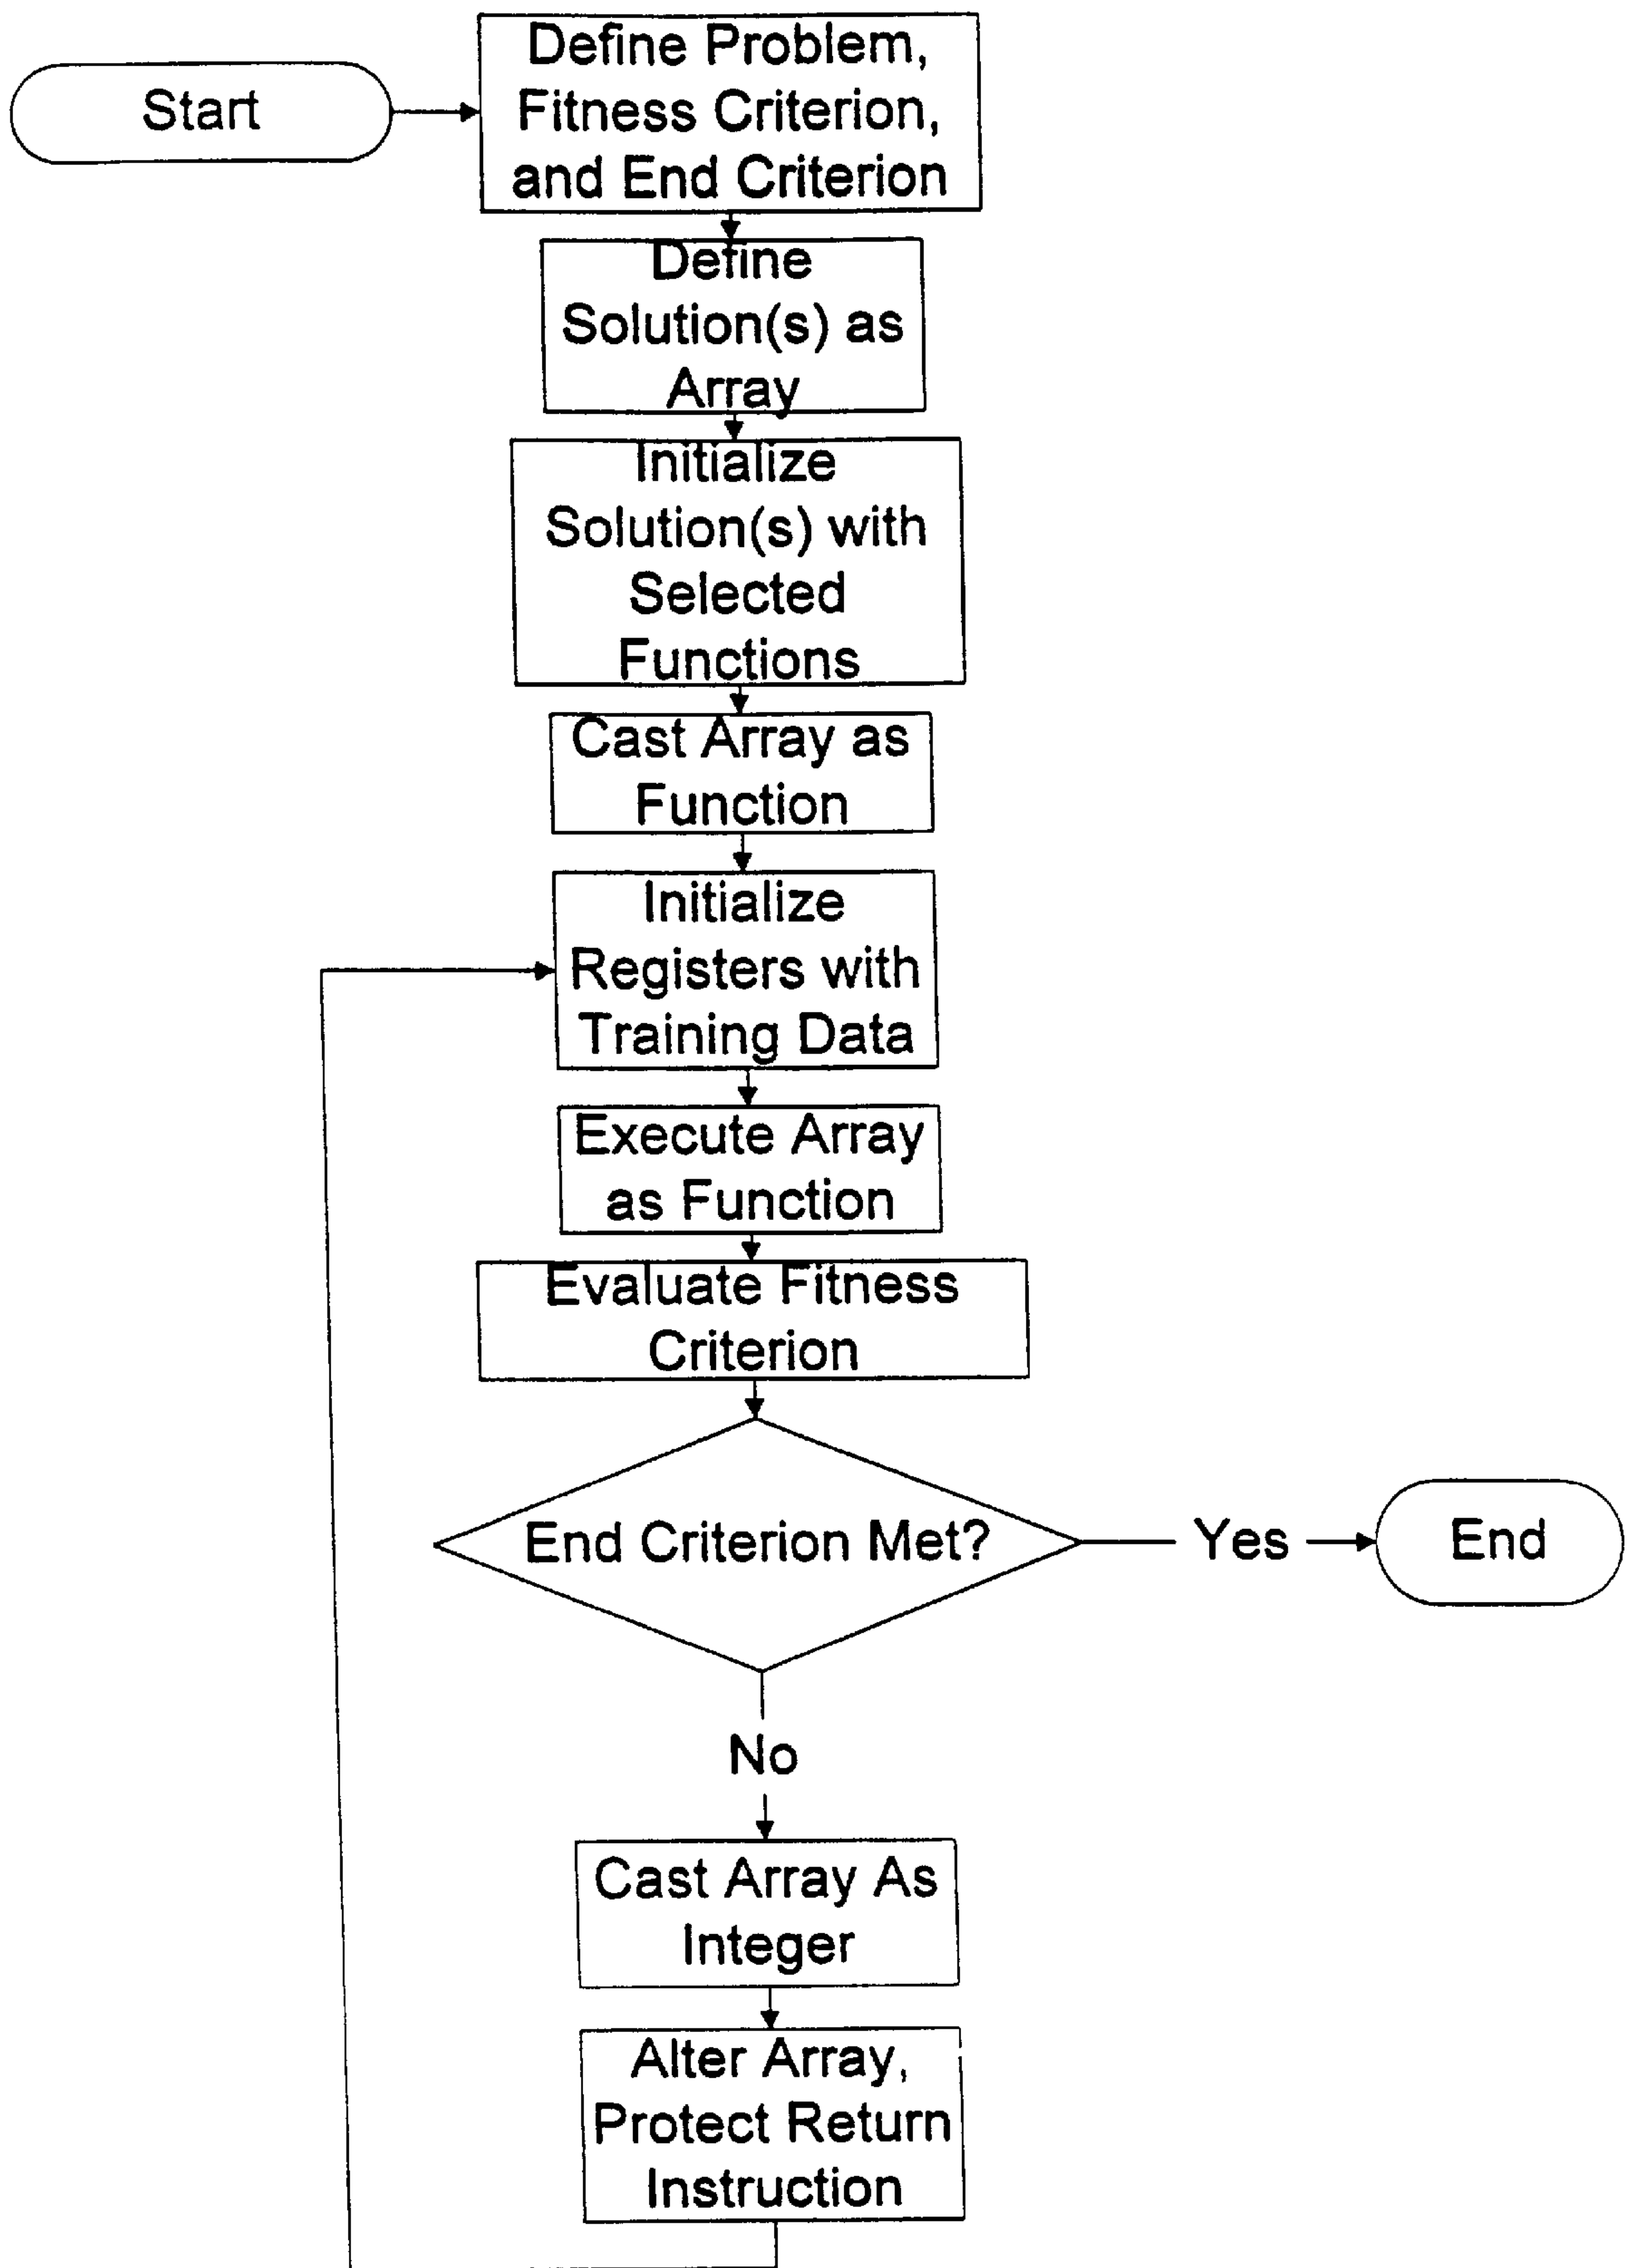 Start
Define Problem,
Fitness Criterion,
and End Criterion
Define
Solution(s) as
Array
Initialize
Solution(s) with
Selected
Functions
Cast Array as
Function
Initialize
Registers with
Training Data
Execute Array
as Function
Evaluate Fitness
Criterion
End Criterion Met?
Yes
End
No
Cast Array As
Integer
Alter Array,
Protect Return
Instruction